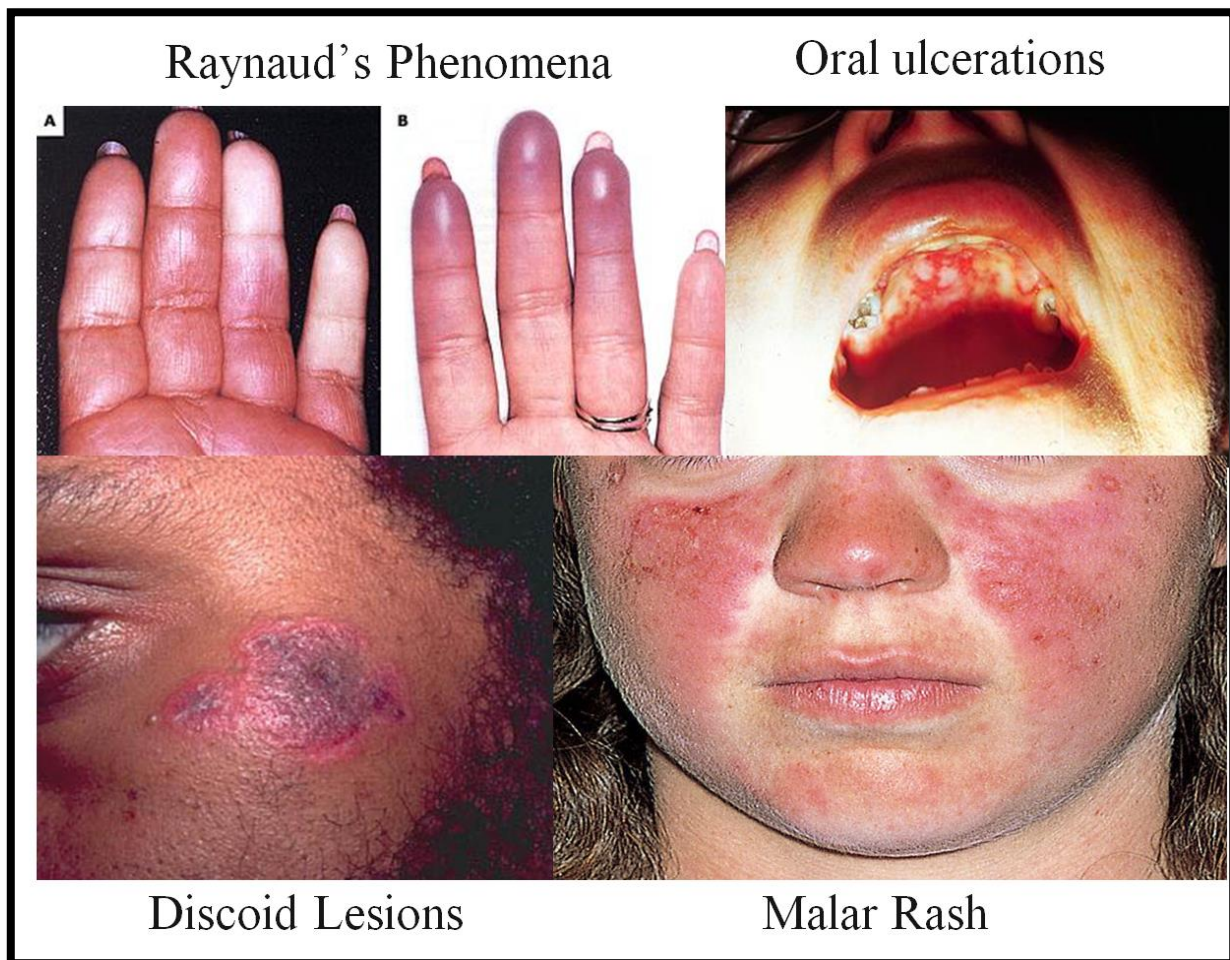 Raynaud’s Phenomena
Oral ulcerations
A
B
Discoid Lesions
Malar Rash